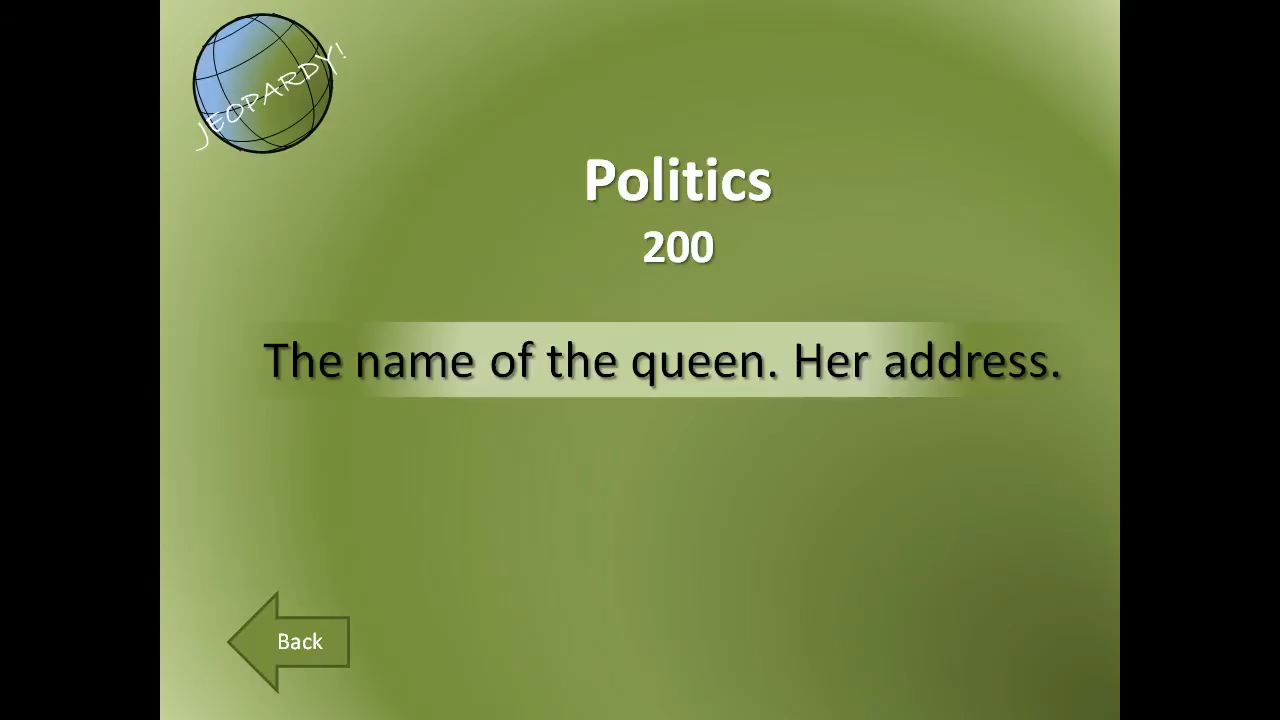 JEOPARDY!
Politics
200
The name of the queen. Her address.
Back